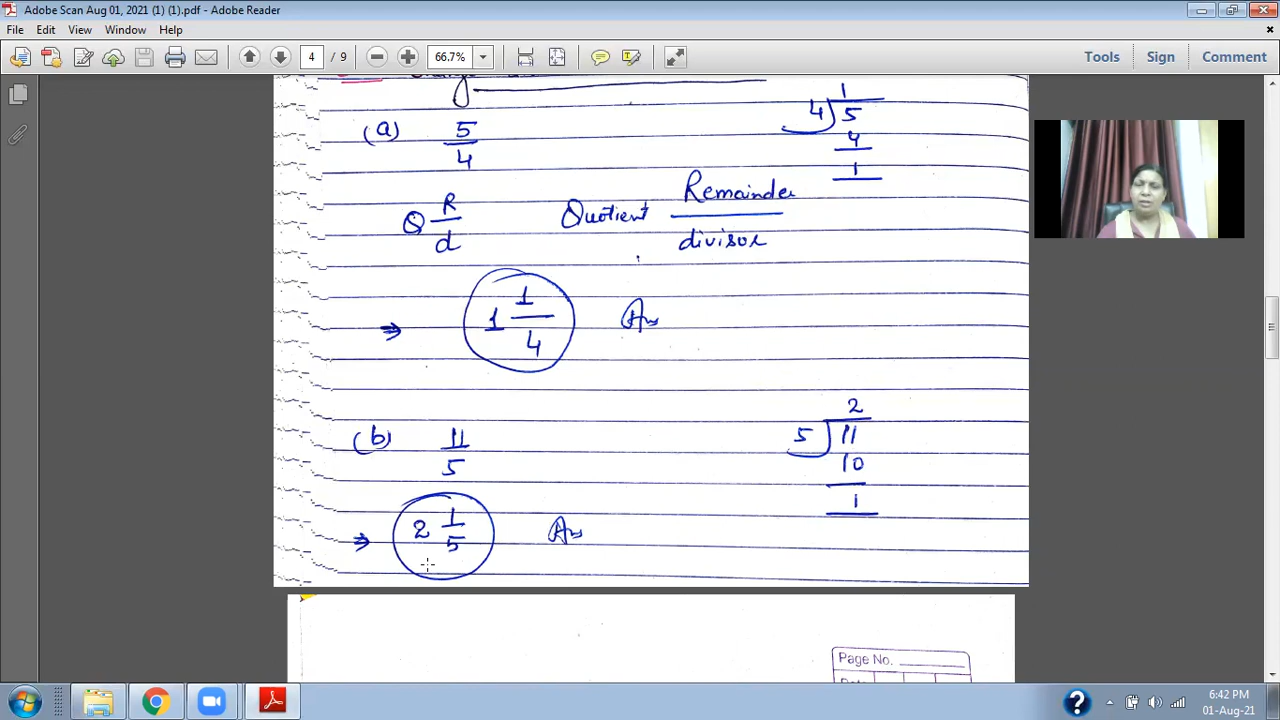 Adobe Scan Aug 01, 2021 (1) (1).pdf - Adobe Reader
File Edit View Window Help
4 / 9 66.7% Tools Sign Comment
(a) 5/4
1
4 5
4
1
Q R/d Quotient Remainder/divisor
⇒ 1 1/4 Ans
(b) 11/5
2
5 11
10
1
⇒ 2 1/5 Ans
Page No.
6:42 PM
01-Aug-21